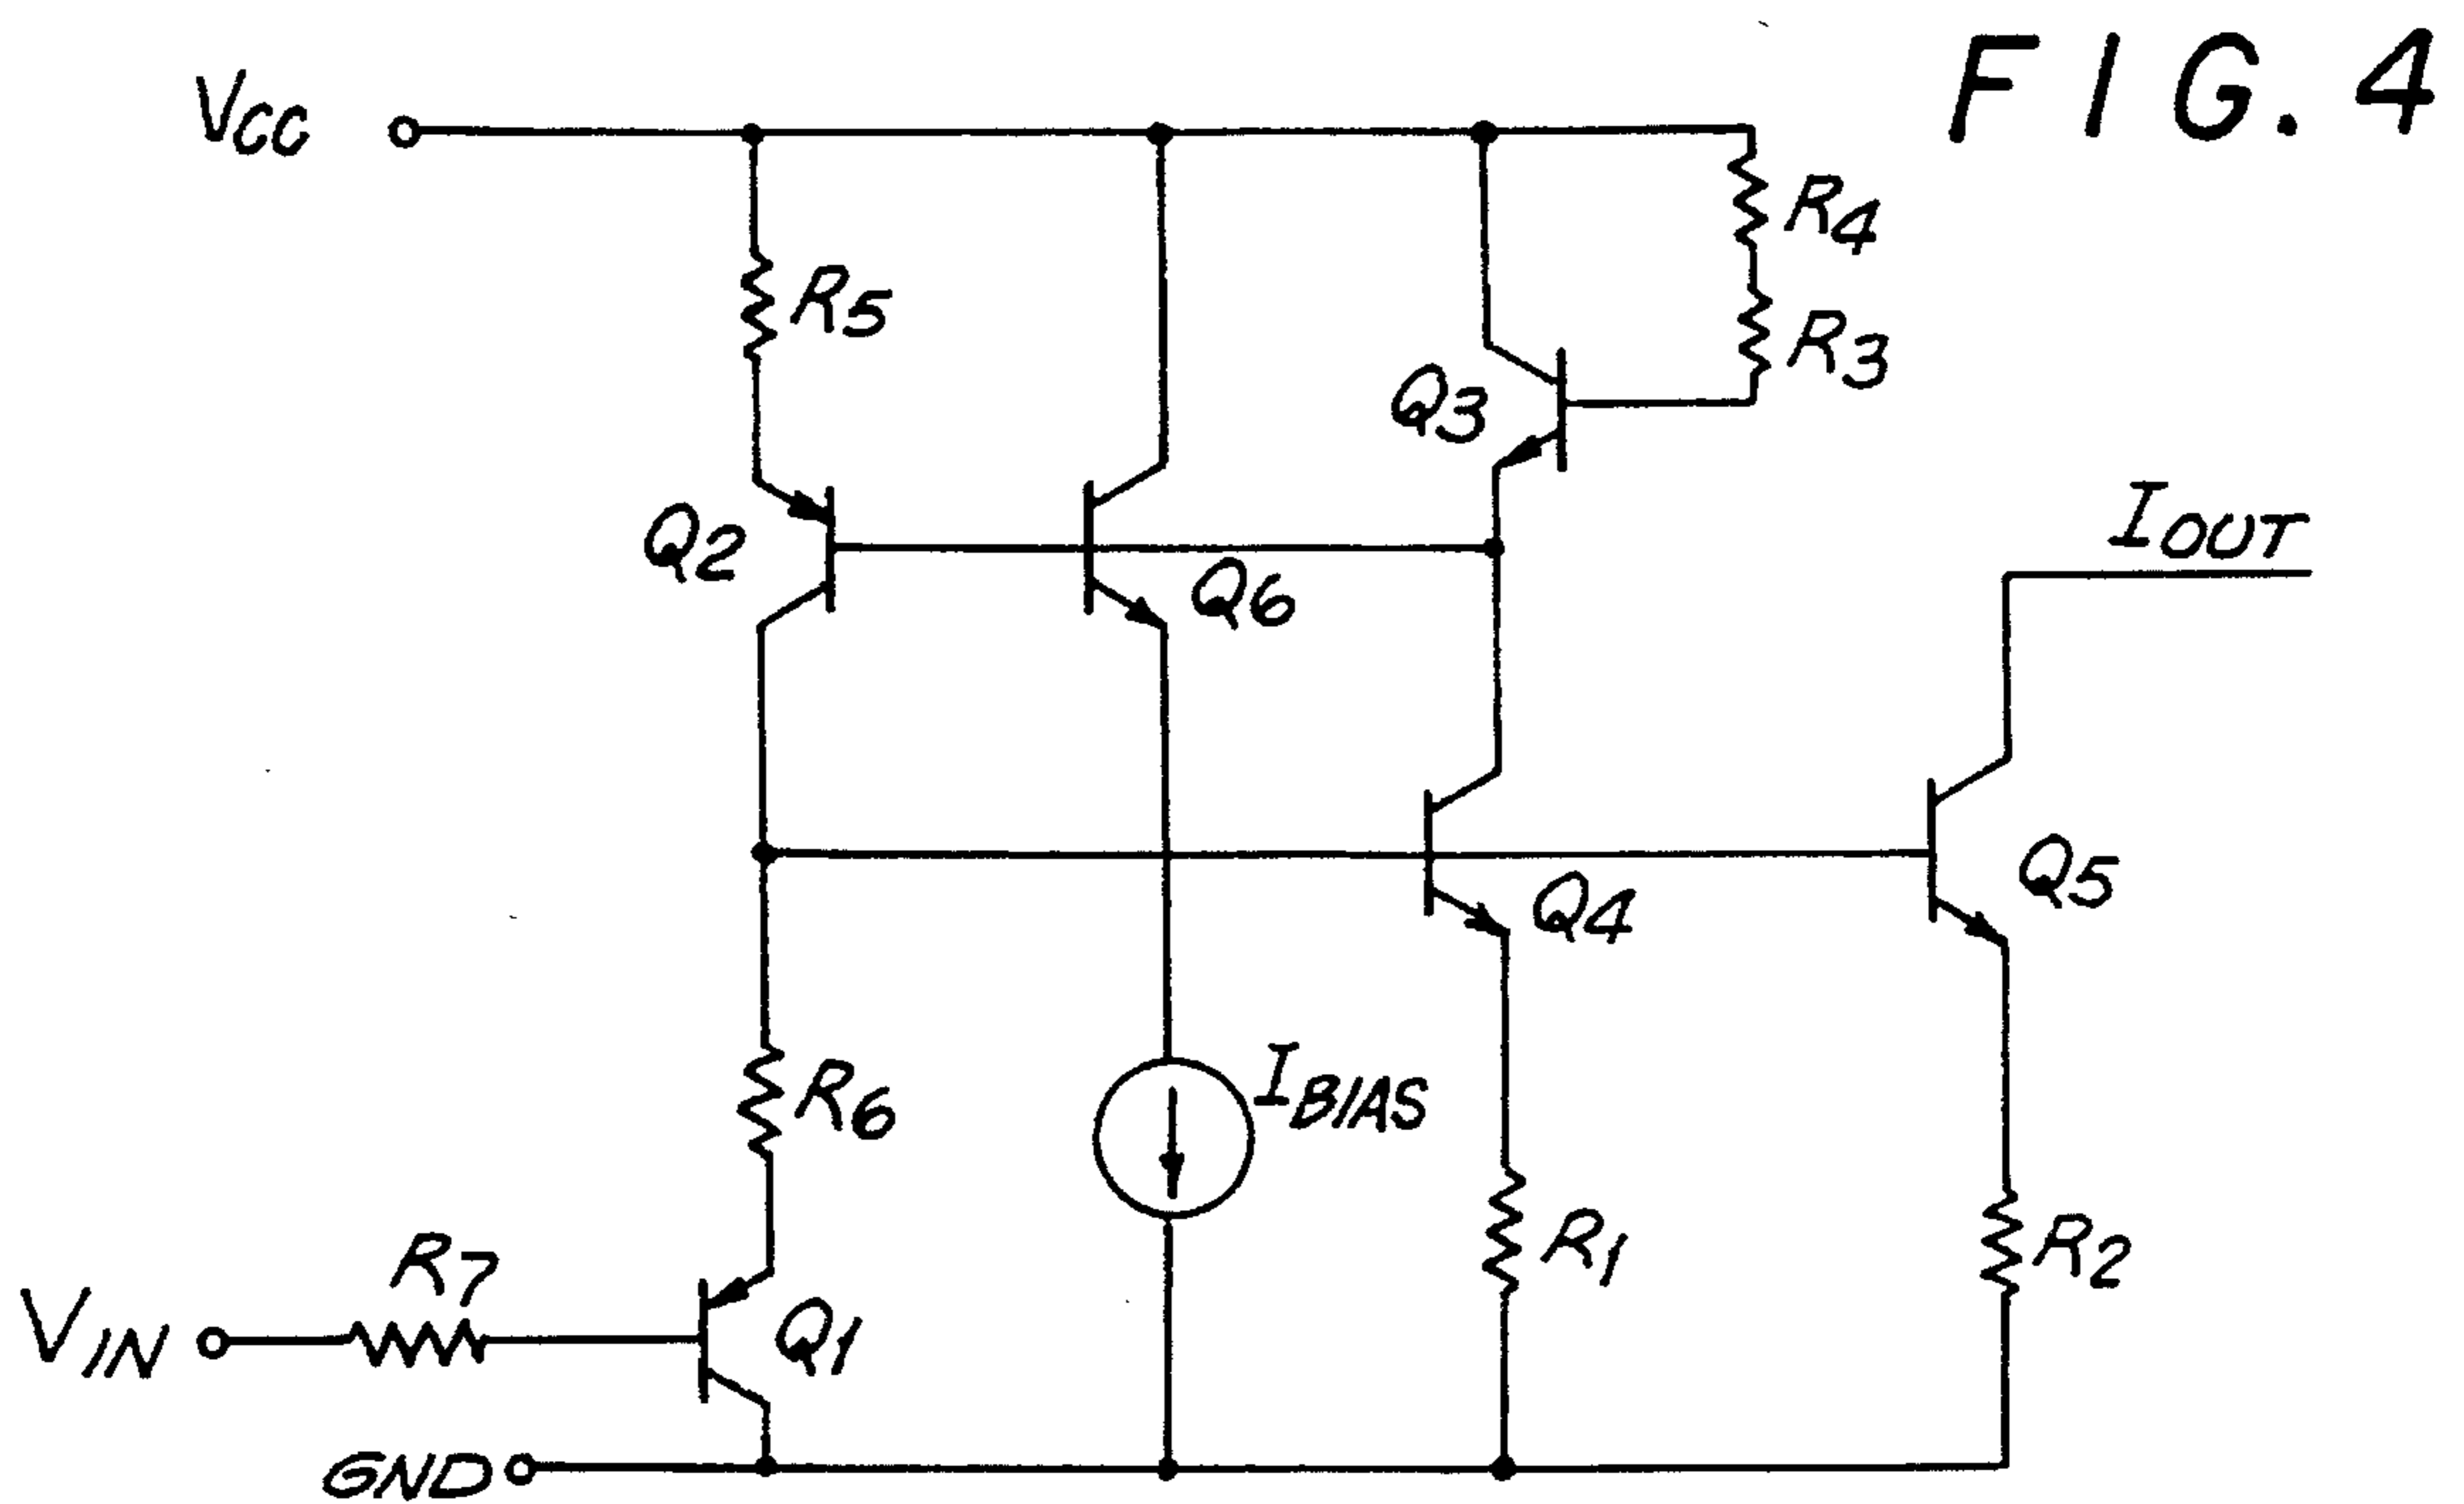 FIG. 4
VCC
R4
R5
R3
Q3
Q2
Q6
IOUT
Q5
Q4
R6
IBIAS
R7
R1
R2
VIN
Q1
GND